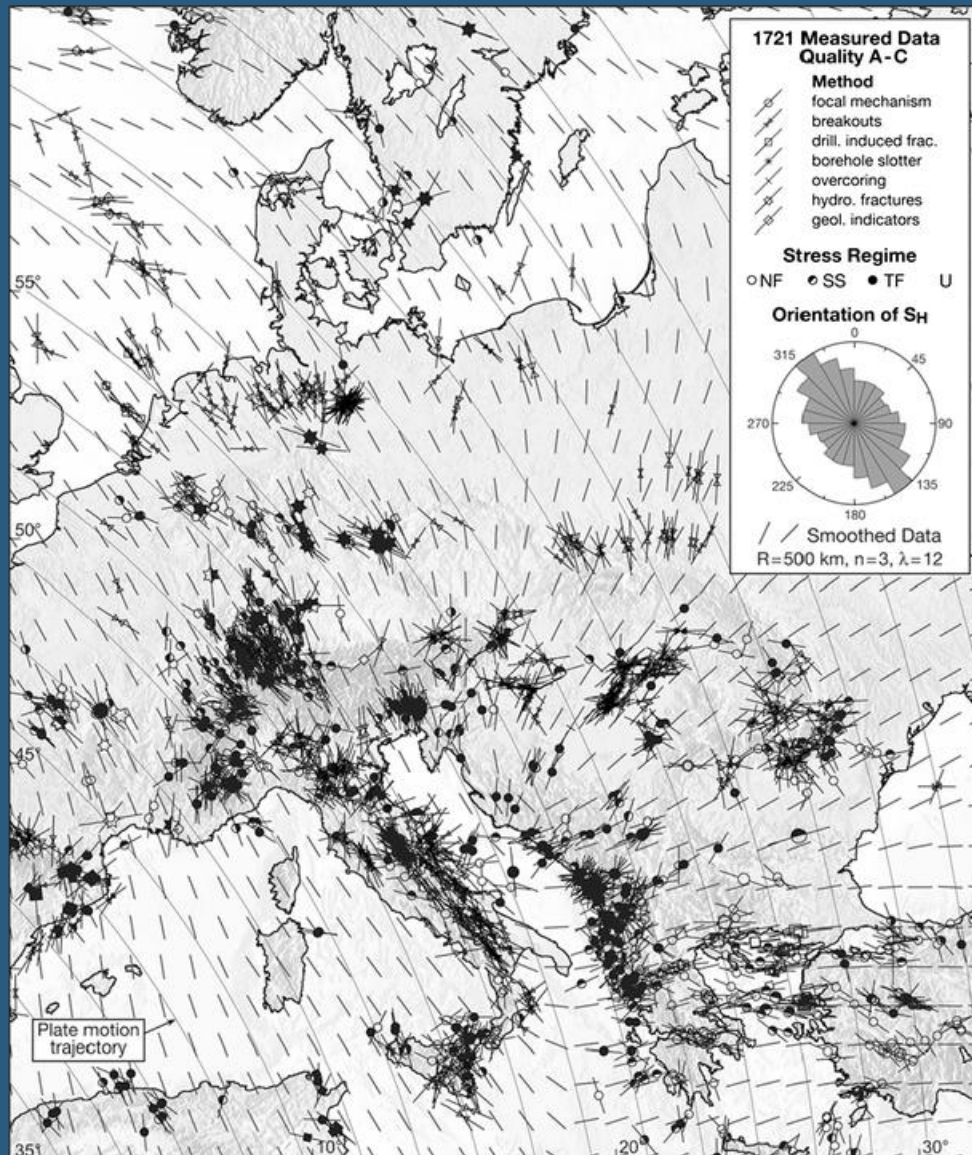 1721 Measured Data
Quality A-C
Method
focal mechanism
breakouts
drill. induced frac.
borehole slotter
overcoring
hydro. fractures
geol. indicators
Stress Regime
NF SS TF U
Orientation of SH
0
315 45
270 90
225 135
180
Smoothed Data
R=500 km, n=3, λ=12
55°
50°
45°
Plate motion
trajectory
35° 10° 20° 30°